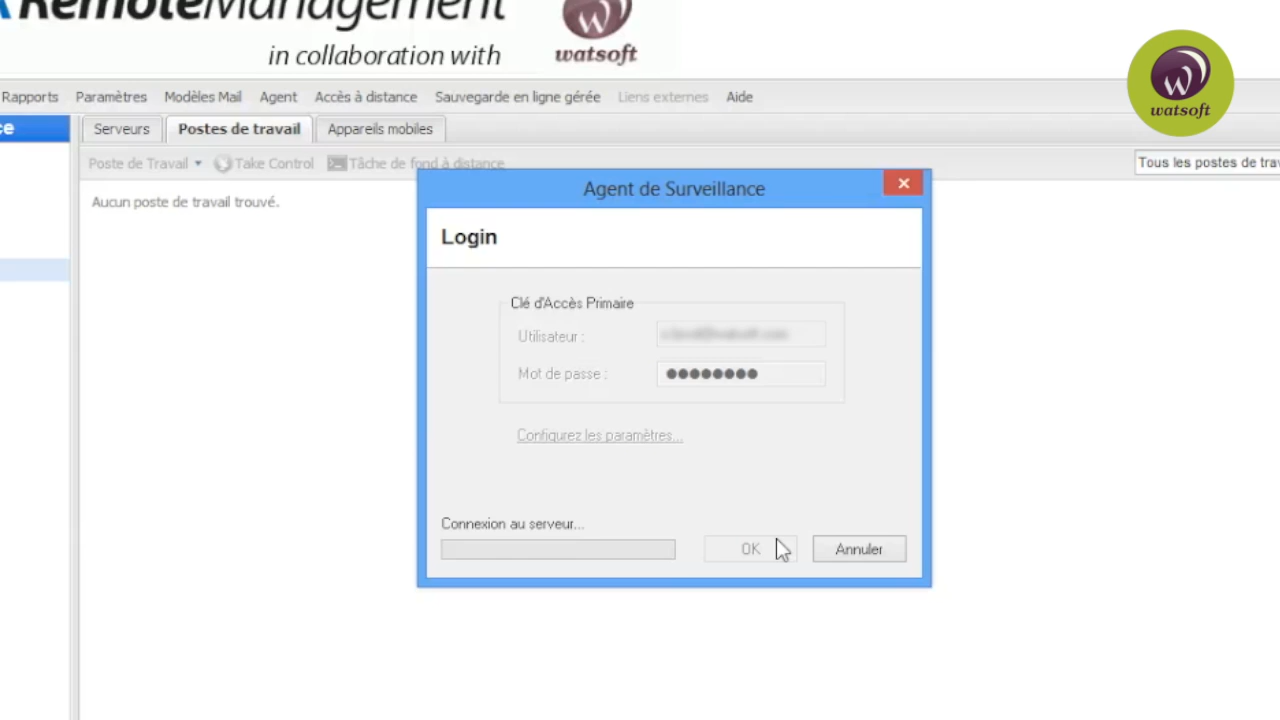 RemoteManagement
in collaboration with
watsoft
watsoft
Rapports Paramètres Modèles Mail Agent Accès à distance Sauvegarde en ligne gérée Liens externes Aide
Serveurs Postes de travail Appareils mobiles
Poste de Travail Take Control Tâche de fond à distance
Tous les postes de
Aucun poste de travail trouvé.
Agent de Surveillance
Login
Clé d'Accès Primaire
Utilisateur :
Mot de passe : ●●●●●●●●
Configurez les paramètres...
Connexion au serveur...
OK Annuler